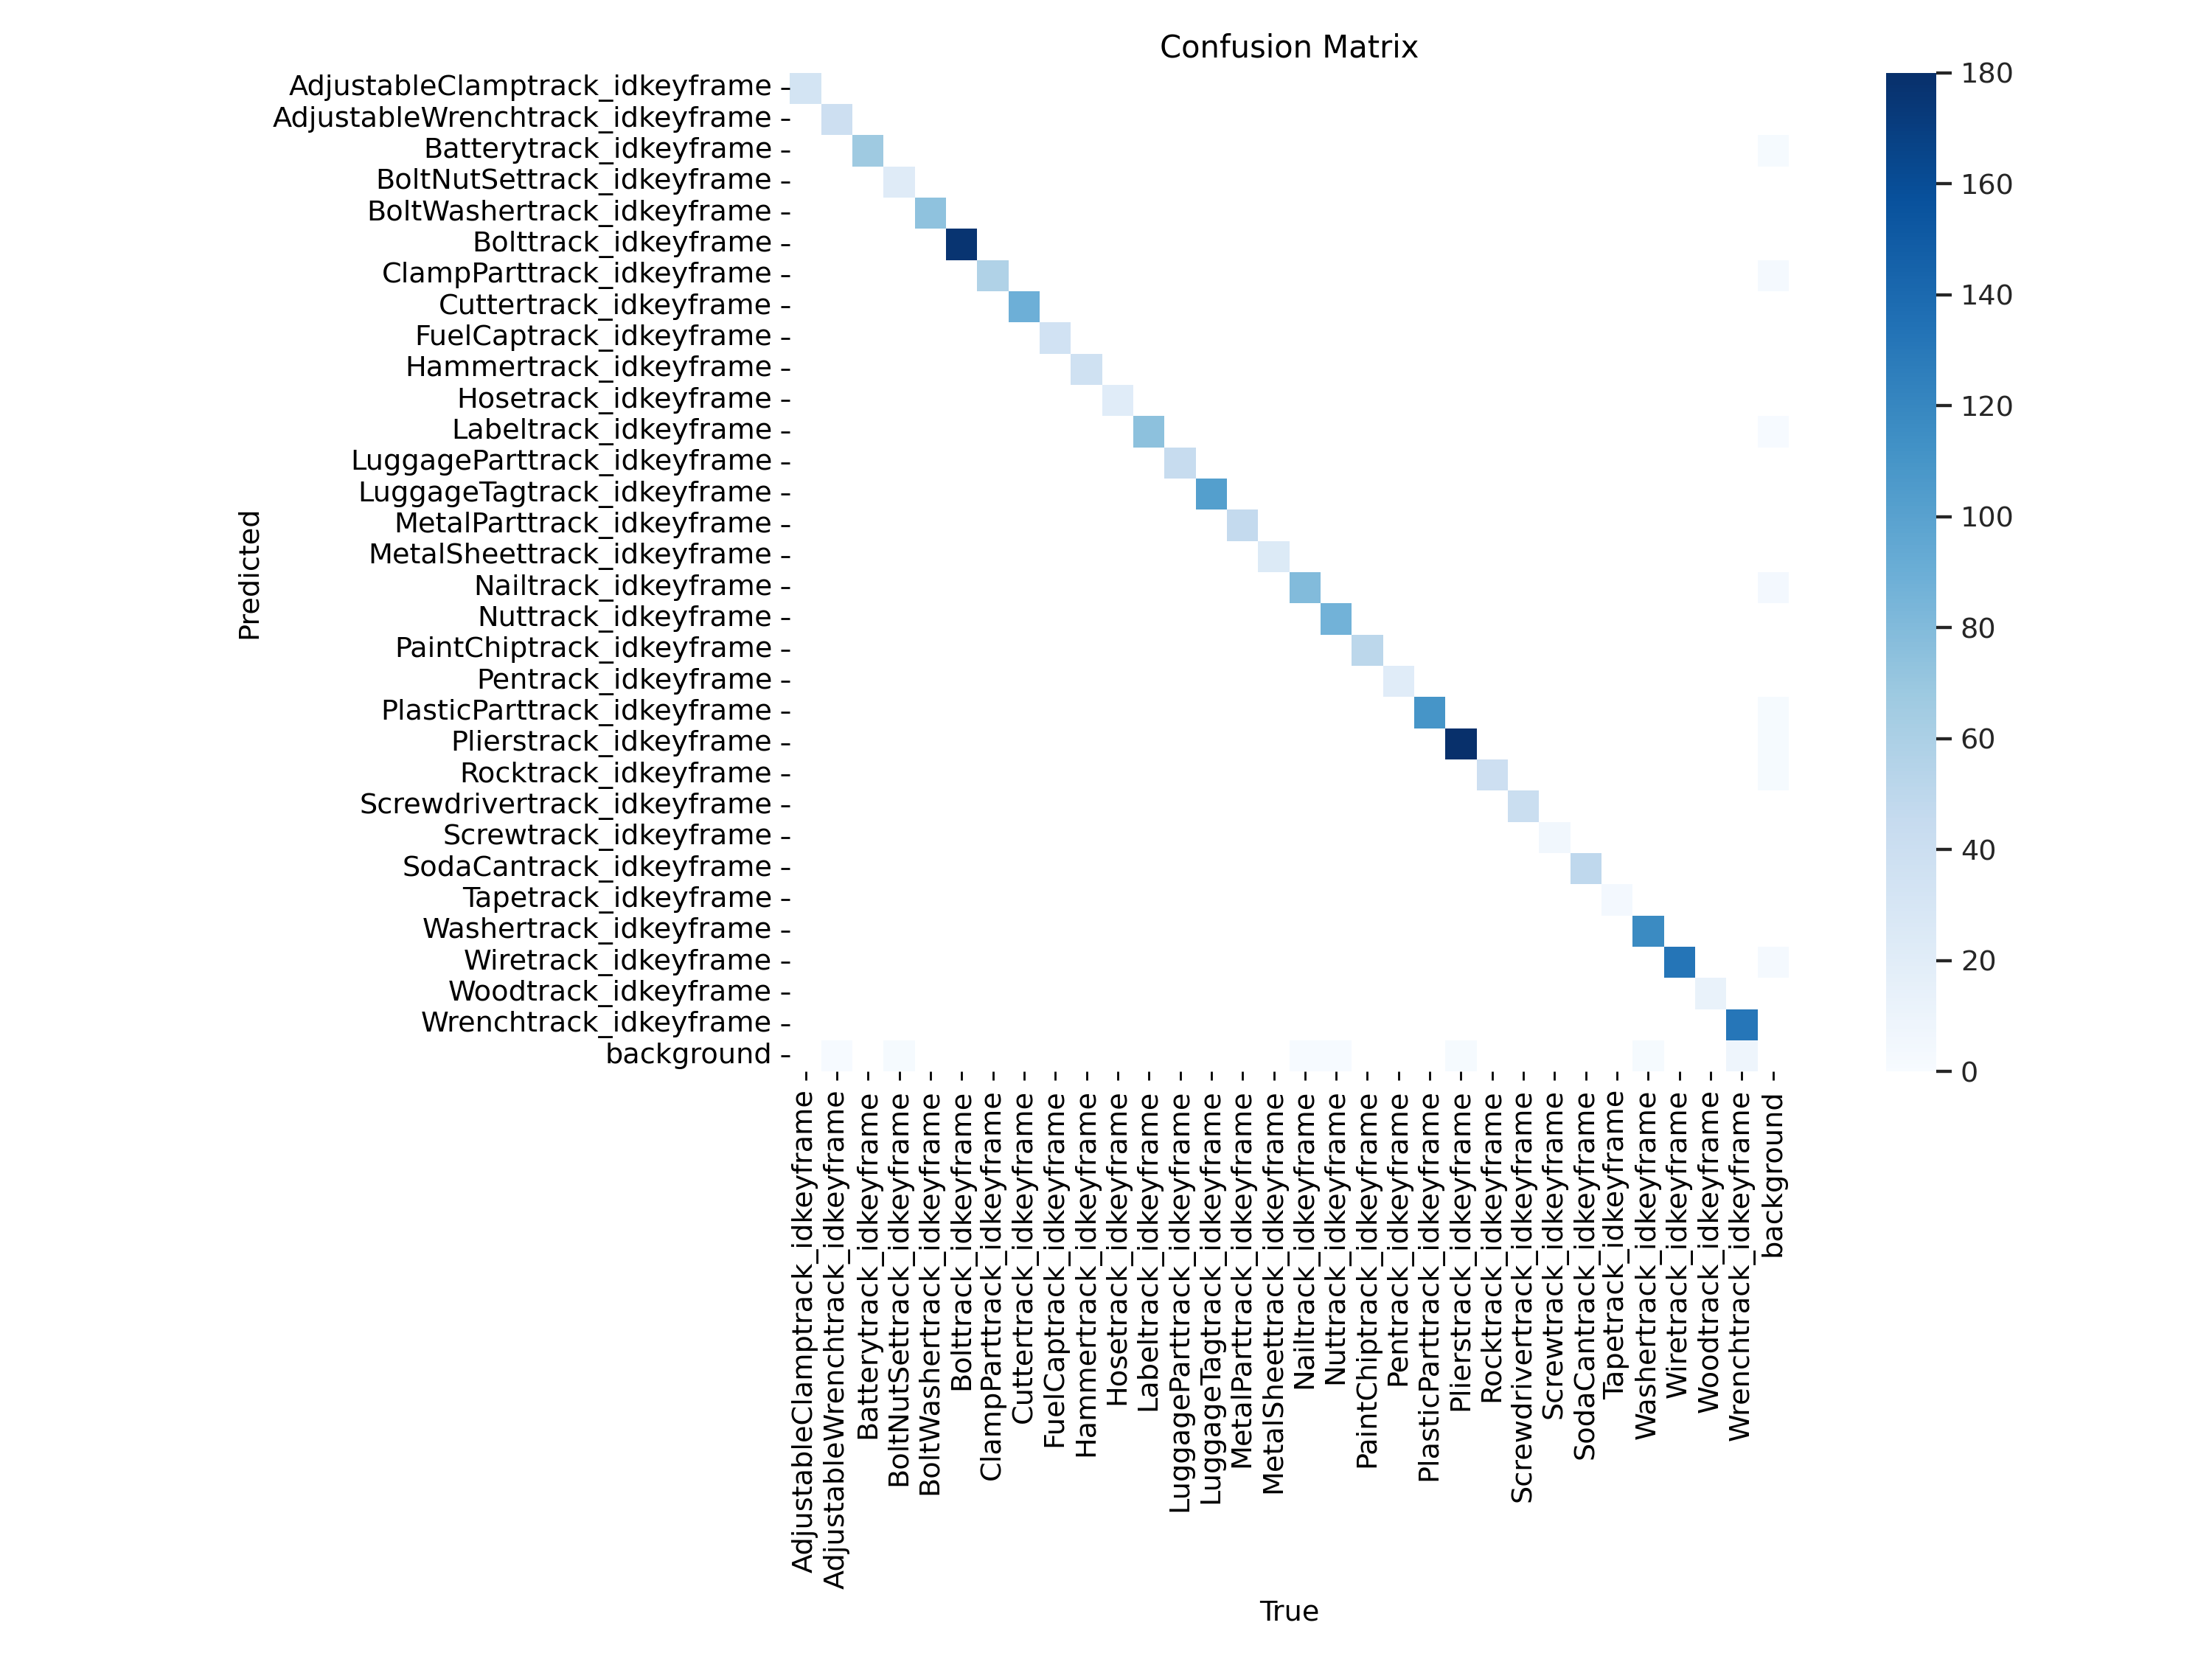 Confusion Matrix
AdjustableClamptrack_idkeyframe
AdjustableWrenchtrack_idkeyframe
Batterytrack_idkeyframe
BoltNutSettrack_idkeyframe
BoltWashertrack_idkeyframe
Bolttrack_idkeyframe
ClampParttrack_idkeyframe
Cuttertrack_idkeyframe
FuelCaptrack_idkeyframe
Hammertrack_idkeyframe
Hosetrack_idkeyframe
Labeltrack_idkeyframe
LuggageParttrack_idkeyframe
LuggageTagtrack_idkeyframe
MetalParttrack_idkeyframe
MetalSheettrack_idkeyframe
Nailtrack_idkeyframe
Nuttrack_idkeyframe
PaintChiptrack_idkeyframe
Pentrack_idkeyframe
PlasticParttrack_idkeyframe
Plierstrack_idkeyframe
Rocktrack_idkeyframe
Screwdrivertrack_idkeyframe
Screwtrack_idkeyframe
SodaCantrack_idkeyframe
Tapetrack_idkeyframe
Washertrack_idkeyframe
Wiretrack_idkeyframe
Woodtrack_idkeyframe
Wrenchtrack_idkeyframe
background
Predicted
AdjustableClamptrack_idkeyframe
AdjustableWrenchtrack_idkeyframe
Batterytrack_idkeyframe
BoltNutSettrack_idkeyframe
BoltWashertrack_idkeyframe
Bolttrack_idkeyframe
ClampParttrack_idkeyframe
Cuttertrack_idkeyframe
FuelCaptrack_idkeyframe
Hammertrack_idkeyframe
Hosetrack_idkeyframe
Labeltrack_idkeyframe
LuggageParttrack_idkeyframe
LuggageTagtrack_idkeyframe
MetalParttrack_idkeyframe
MetalSheettrack_idkeyframe
Nailtrack_idkeyframe
Nuttrack_idkeyframe
PaintChiptrack_idkeyframe
Pentrack_idkeyframe
PlasticParttrack_idkeyframe
Plierstrack_idkeyframe
Rocktrack_idkeyframe
Screwdrivertrack_idkeyframe
Screwtrack_idkeyframe
SodaCantrack_idkeyframe
Tapetrack_idkeyframe
Washertrack_idkeyframe
Wiretrack_idkeyframe
Woodtrack_idkeyframe
Wrenchtrack_idkeyframe
background
True
180
160
140
120
100
80
60
40
20
0